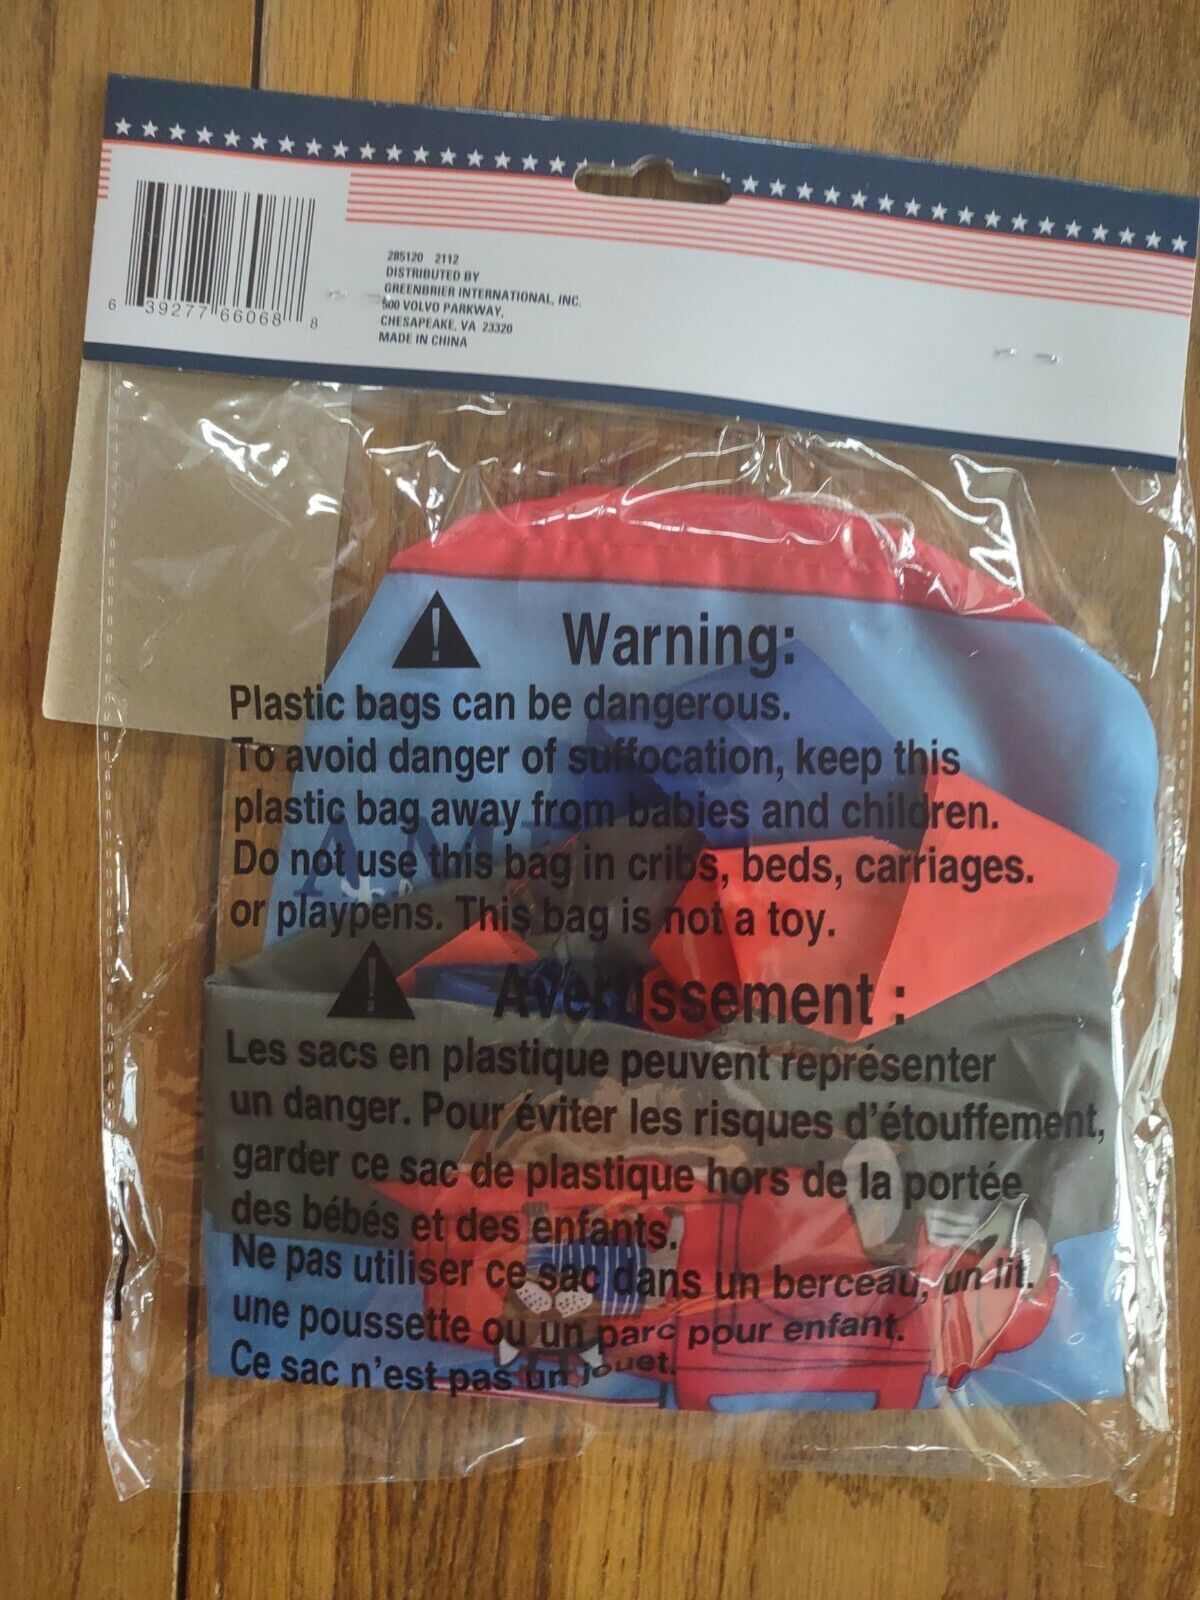 6 39277 66068 8
285120 2112
DISTRIBUTED BY
GREENBRIER INTERNATIONAL, INC.
500 VOLVO PARKWAY,
CHESAPEAKE, VA 23320
MADE IN CHINA
Warning:
Plastic bags can be dangerous.
To avoid danger of suffocation, keep this
plastic bag away from babies and children.
Do not use this bag in cribs, beds, carriages.
or playpens. This bag is not a toy.
Avertissement :
Les sacs en plastique peuvent représenter
un danger. Pour éviter les risques d'étouffement,
garder ce sac de plastique hors de la portée
des bébés et des enfants.
Ne pas utiliser ce sac dans un berceau, un lit.
une poussette ou un parc pour enfant.
Ce sac n'est pas un jouet.